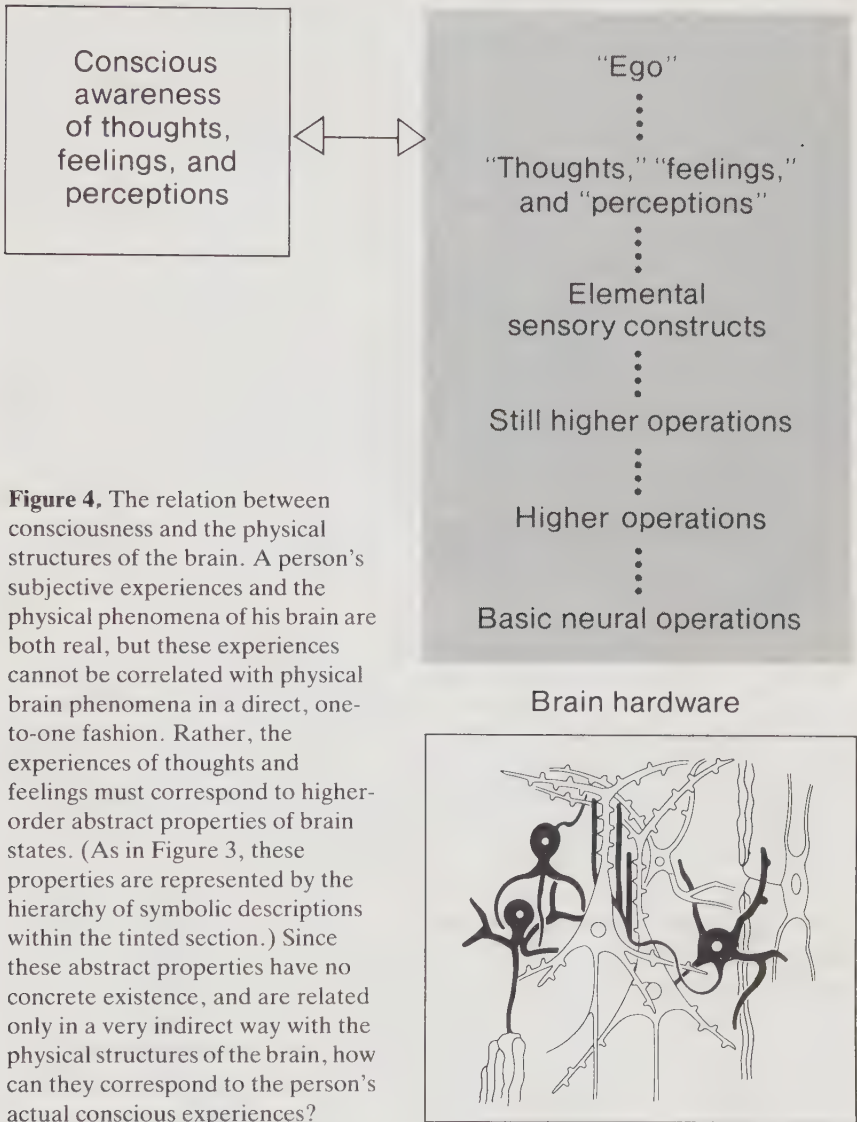 Conscious
awareness
of thoughts,
feelings, and
perceptions
“Ego”
“Thoughts,” “feelings,”
and “perceptions”
Elemental
sensory constructs
Still higher operations
Higher operations
Basic neural operations
Brain hardware
Figure 4. The relation between
consciousness and the physical
structures of the brain. A person’s
subjective experiences and the
physical phenomena of his brain are
both real, but these experiences
cannot be correlated with physical
brain phenomena in a direct, one-
to-one fashion. Rather, the
experiences of thoughts and
feelings must correspond to higher-
order abstract properties of brain
states. (As in Figure 3, these
properties are represented by the
hierarchy of symbolic descriptions
within the tinted section.) Since
these abstract properties have no
concrete existence, and are related
only in a very indirect way with the
physical structures of the brain, how
can they correspond to the person’s
actual conscious experiences?